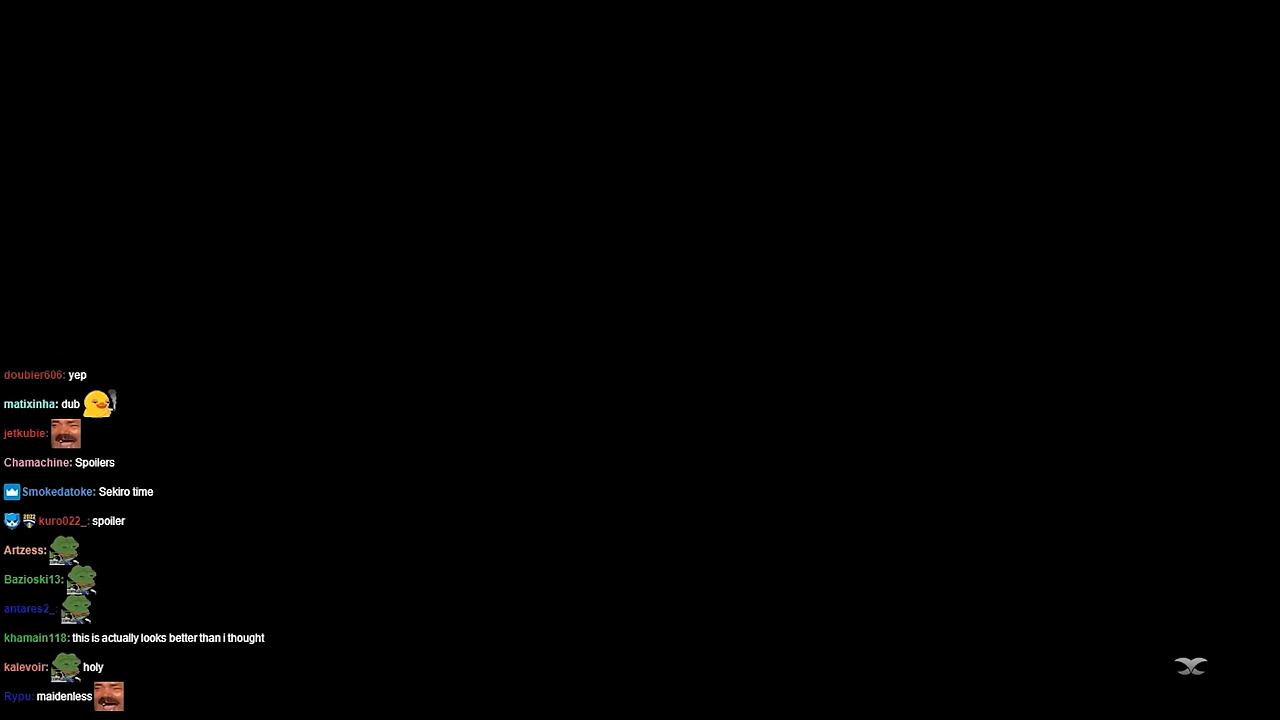 doubler606: yep
matixinha: dub
jetkubie:
Chamachine: Spoilers
Smokedatoke: Sekiro time
kuro022_: spoiler
Artzess:
Bazioski13:
antares2_:
khamain118: this is actually looks better than i thought
kalevoir: holy
Rypu: maidenless